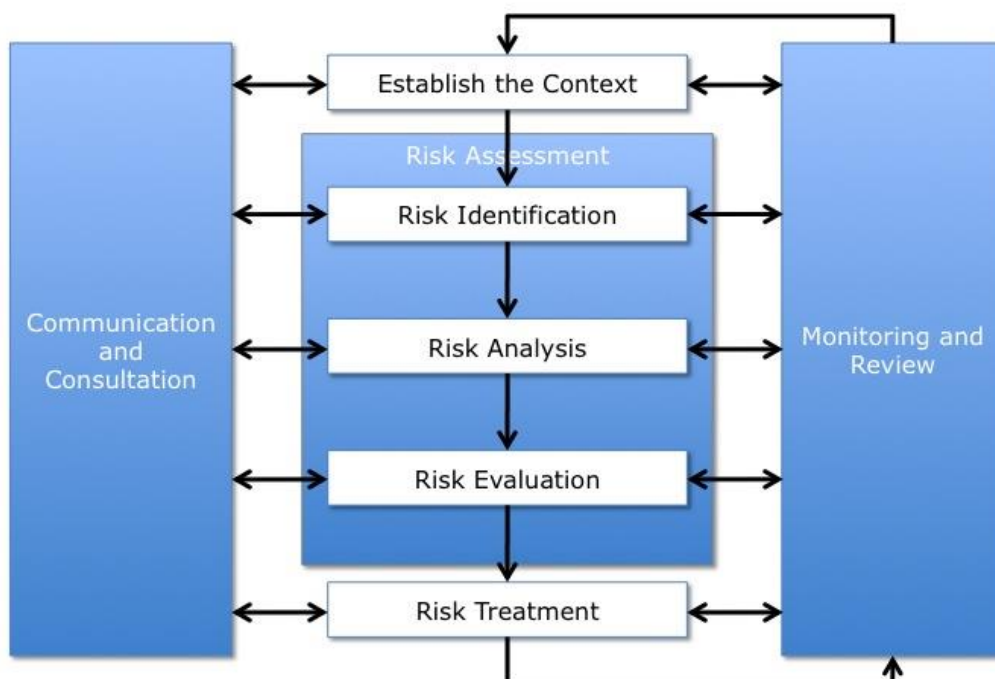 Establish the Context
Risk Assessment
Risk Identification
Communication
and
Consultation
Risk Analysis
Monitoring and
Review
Risk Evaluation
Risk Treatment